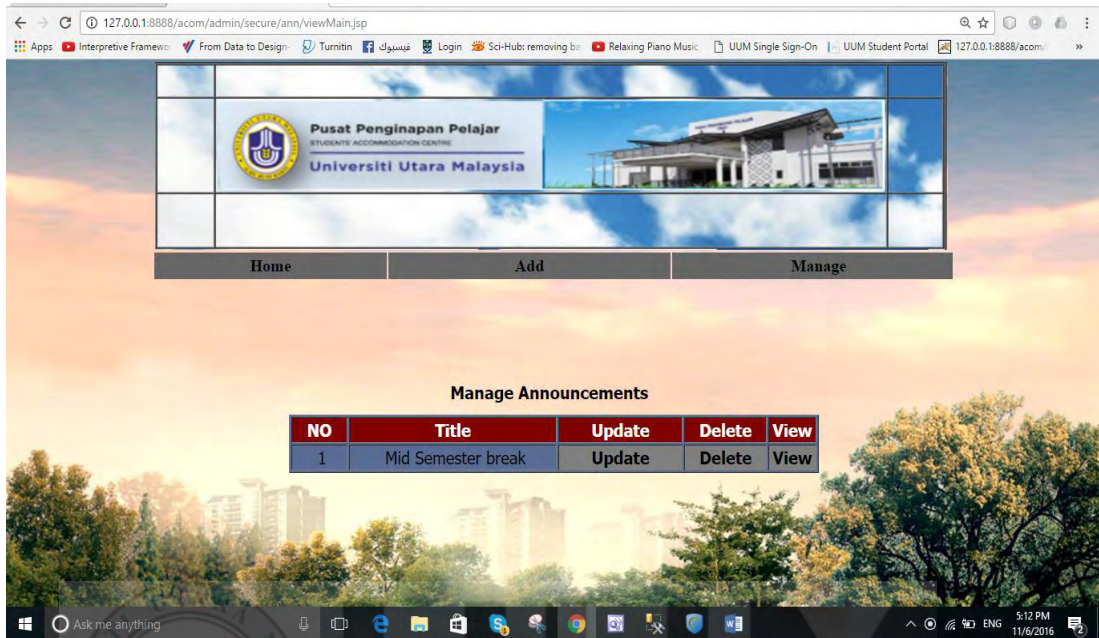 127.0.0.1:8888/acom/admin/secure/ann/viewMain.jsp
Apps Interpretive Framewo From Data to Design- Turnitin فيسبوك Login Sci-Hub: removing ba Relaxing Piano Music, UUM Single Sign-On UUM Student Portal 127.0.0.1:8888/acom/ »
Pusat Penginapan Pelajar
STUDENTS' ACCOMMODATION CENTRE
Universiti Utara Malaysia
Home Add Manage
Manage Announcements
NO Title Update Delete View
1 Mid Semester break Update Delete View
Ask me anything
ENG 5:12 PM
11/6/2016
2